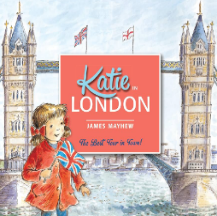 Katie IN
LONDON
JAMES MAYHEW
The Best Tour in Town!